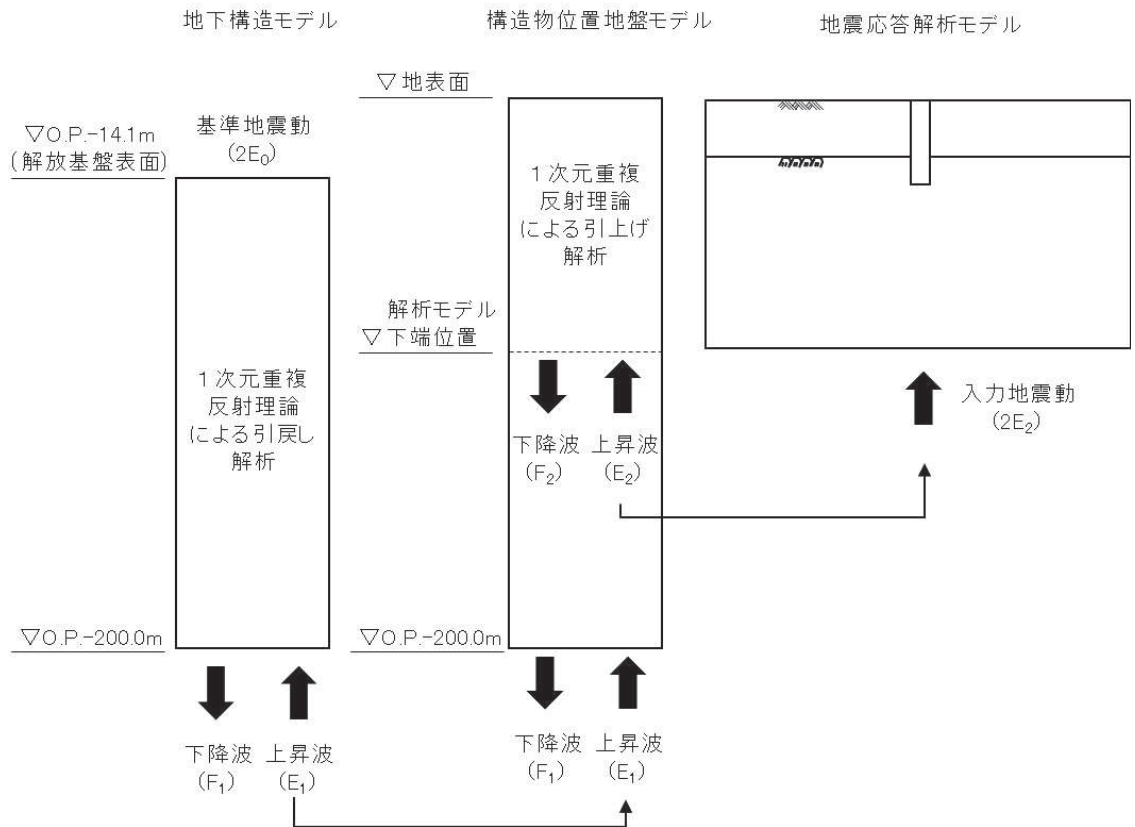 地下構造モデル
構造物位置地盤モデル
地震応答解析モデル
▽O.P.-14.1m
(解放基盤表面)
基準地震動
(2E₀)
1次元重複
反射理論
による引戻し
解析
▽O.P.-200.0m
下降波
(F₁)
上昇波
(E₁)
▽地表面
1次元重複
反射理論
による引上げ
解析
解析モデル
▽下端位置
下降波
(F₂)
上昇波
(E₂)
▽O.P.-200.0m
下降波
(F₁)
上昇波
(E₁)
入力地震動
(2E₂)